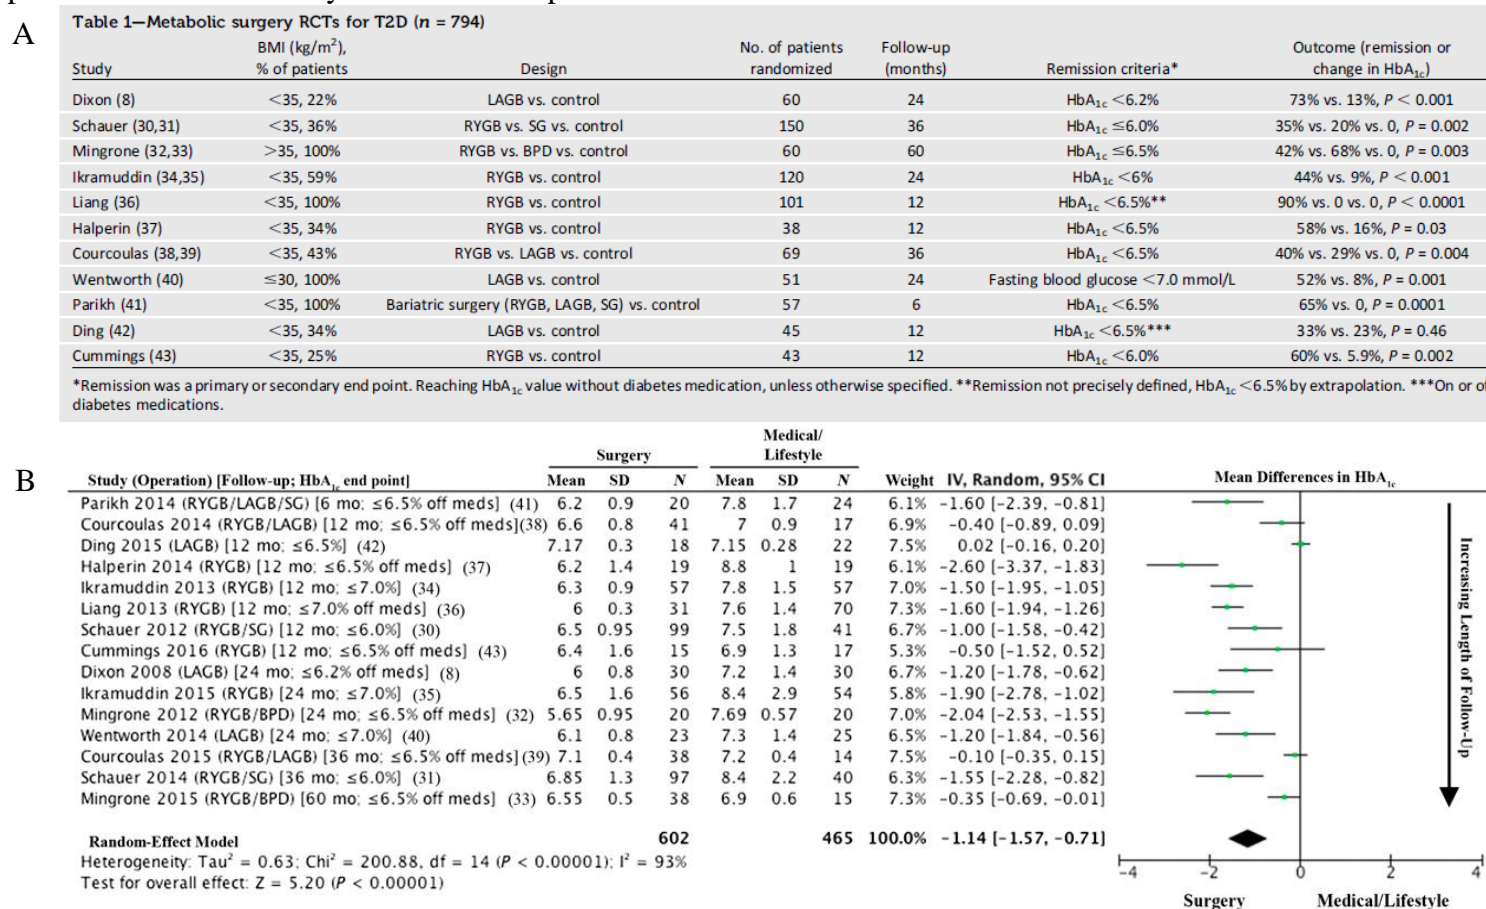 A
Table 1—Metabolic surgery RCTs for T2D (n = 794)
BMI (kg/m²), No. of patients Follow-up Outcome (remission or
Study % of patients Design randomized (months) Remission criteria* change in HbA1c)
Dixon (8) <35, 22% LAGB vs. control 60 24 HbA1c <6.2% 73% vs. 13%, P < 0.001
Schauer (30,31) <35, 36% RYGB vs. SG vs. control 150 36 HbA1c ≤6.0% 35% vs. 20% vs. 0, P = 0.002
Mingrone (32,33) >35, 100% RYGB vs. BPD vs. control 60 60 HbA1c ≤6.5% 42% vs. 68% vs. 0, P = 0.003
Ikramuddin (34,35) <35, 59% RYGB vs. control 120 24 HbA1c <6% 44% vs. 9%, P < 0.001
Liang (36) <35, 100% RYGB vs. control 101 12 HbA1c <6.5%** 90% vs. 0 vs. 0, P < 0.0001
Halperin (37) <35, 34% RYGB vs. control 38 12 HbA1c <6.5% 58% vs. 16%, P = 0.03
Courcoulas (38,39) <35, 43% RYGB vs. LAGB vs. control 69 36 HbA1c <6.5% 40% vs. 29% vs. 0, P = 0.004
Wentworth (40) ≤30, 100% LAGB vs. control 51 24 Fasting blood glucose <7.0 mmol/L 52% vs. 8%, P = 0.001
Parikh (41) <35, 100% Bariatric surgery (RYGB, LAGB, SG) vs. control 57 6 HbA1c <6.5% 65% vs. 0, P = 0.0001
Ding (42) <35, 34% LAGB vs. control 45 12 HbA1c <6.5%*** 33% vs. 23%, P = 0.46
Cummings (43) <35, 25% RYGB vs. control 43 12 HbA1c <6.0% 60% vs. 5.9%, P = 0.002
*Remission was a primary or secondary end point. Reaching HbA1c value without diabetes medication, unless otherwise specified. **Remission not precisely defined, HbA1c <6.5% by extrapolation. ***On or of
diabetes medications.
B
Medical/
Surgery Lifestyle
Study (Operation) [Follow-up; HbA1c end point] Mean SD N Mean SD N Weight IV, Random, 95% CI Mean Differences in HbA1c
Parikh 2014 (RYGB/LAGB/SG) [6 mo; ≤6.5% off meds] (41) 6.2 0.9 20 7.8 1.7 24 6.1% -1.60 [-2.39, -0.81]
Courcoulas 2014 (RYGB/LAGB) [12 mo; ≤6.5% off meds](38) 6.6 0.8 41 7 0.9 17 6.9% -0.40 [-0.89, 0.09]
Ding 2015 (LAGB) [12 mo; ≤6.5%] (42) 7.17 0.3 18 7.15 0.28 22 7.5% 0.02 [-0.16, 0.20]
Halperin 2014 (RYGB) [12 mo; ≤6.5% off meds] (37) 6.2 1.4 19 8.8 1 19 6.1% -2.60 [-3.37, -1.83]
Ikramuddin 2013 (RYGB) [12 mo; ≤7.0%] (34) 6.3 0.9 57 7.8 1.5 57 7.0% -1.50 [-1.95, -1.05]
Liang 2013 (RYGB) [12 mo; ≤7.0% off meds] (36) 6 0.3 31 7.6 1.4 70 7.3% -1.60 [-1.94, -1.26]
Schauer 2012 (RYGB/SG) [12 mo; ≤6.0%] (30) 6.5 0.95 99 7.5 1.8 41 6.7% -1.00 [-1.58, -0.42]
Cummings 2016 (RYGB) [12 mo; ≤6.5% off meds] (43) 6.4 1.6 15 6.9 1.3 17 5.3% -0.50 [-1.52, 0.52]
Dixon 2008 (LAGB) [24 mo; ≤6.2% off meds] (8) 6 0.8 30 7.2 1.4 30 6.7% -1.20 [-1.78, -0.62]
Ikramuddin 2015 (RYGB) [24 mo; ≤7.0%] (35) 6.5 1.6 56 8.4 2.9 54 5.8% -1.90 [-2.78, -1.02]
Mingrone 2012 (RYGB/BPD) [24 mo; ≤6.5% off meds] (32) 5.65 0.95 20 7.69 0.57 20 7.0% -2.04 [-2.53, -1.55]
Wentworth 2014 (LAGB) [24 mo; ≤7.0%] (40) 6.1 0.8 23 7.3 1.4 25 6.5% -1.20 [-1.84, -0.56]
Courcoulas 2015 (RYGB/LAGB) [36 mo; ≤6.5% off meds](39) 7.1 0.4 38 7.2 0.4 14 7.5% -0.10 [-0.35, 0.15]
Schauer 2014 (RYGB/SG) [36 mo; ≤6.0%] (31) 6.85 1.3 97 8.4 2.2 40 6.3% -1.55 [-2.28, -0.82]
Mingrone 2015 (RYGB/BPD) [60 mo; ≤6.5% off meds] (33) 6.55 0.5 38 6.9 0.6 15 7.3% -0.35 [-0.69, -0.01]
Increasing Length of Follow-Up
Random-Effect Model 602 465 100.0% -1.14 [-1.57, -0.71]
Heterogeneity: Tau² = 0.63; Chi² = 200.88, df = 14 (P < 0.00001); I² = 93%
Test for overall effect: Z = 5.20 (P < 0.00001)
-4 -2 0 2 4
Surgery Medical/Lifestyle